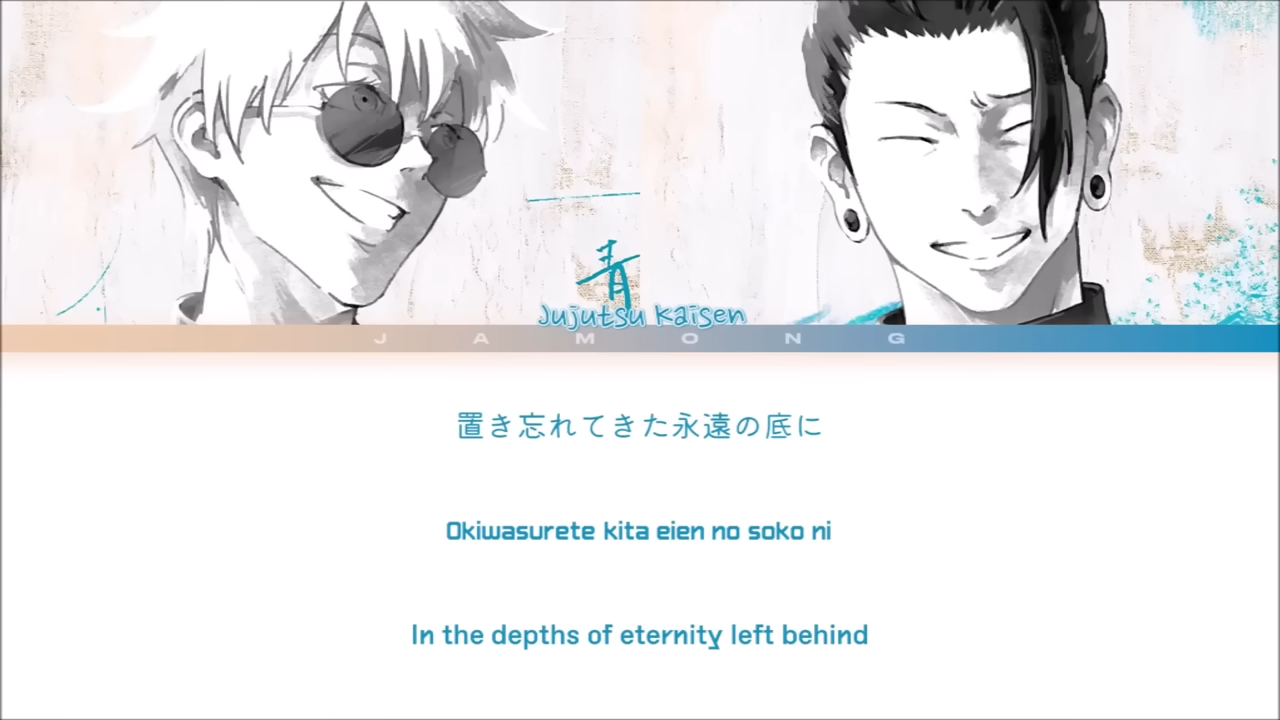 青
Jujutsu Kaisen
JAMONG
置き忘れてきた永遠の底に
Okiwasurete kita eien no soko ni
In the depths of eternity left behind